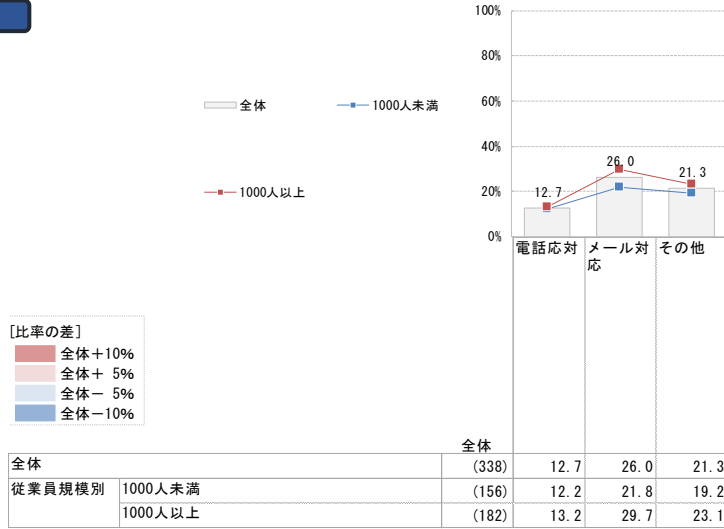 100%
80%
60%
40%
20%
0%
全体
1000人未満
1000人以上
12.7
26.0
21.3
電話応対
メール対
応
その他
[比率の差]
全体+10%
全体+ 5%
全体- 5%
全体-10%
全体
全体 (338) 12.7 26.0 21.3
従業員規模別 1000人未満 (156) 12.2 21.8 19.2
1000人以上 (182) 13.2 29.7 23.1